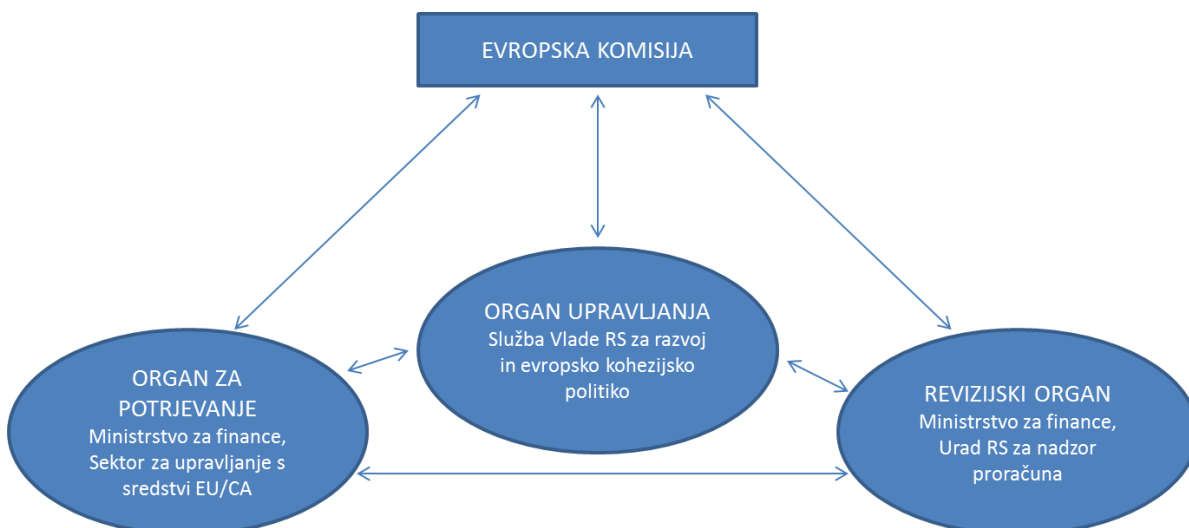 EVROPSKA KOMISIJA
ORGAN UPRAVLJANJA
Služba Vlade RS za razvoj
in evropsko kohezijsko
politiko
ORGAN ZA
POTRJEVANJE
Ministrstvo za finance,
Sektor za upravljanje s
sredstvi EU/CA
REVIZIJSKI ORGAN
Ministrstvo za finance,
Urad RS za nadzor
proračuna